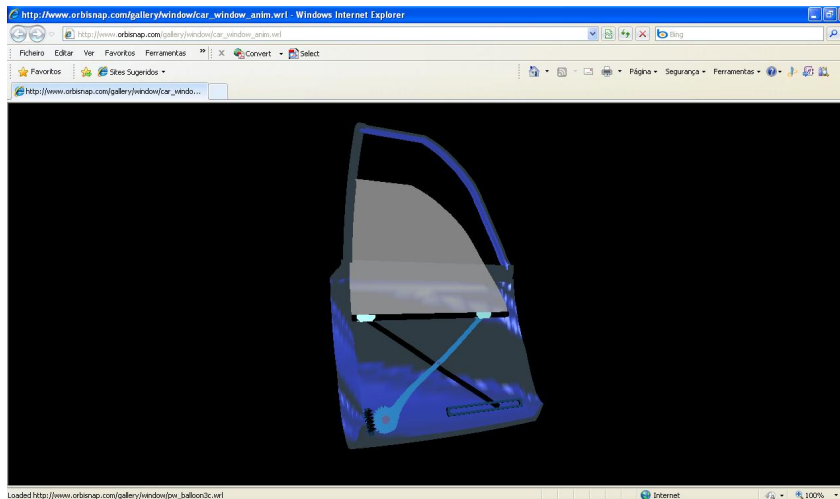 http://www.orbisnap.com/gallery/window/car_window_anim.wrl - Windows Internet Explorer
http://www.orbisnap.com/gallery/window/car_window_anim.wrl
Bing
Ficheiro Editar Ver Favoritos Ferramentas » X Convert Select
Favoritos Sites Sugeridos
Página Segurança Ferramentas
http://www.orbisnap.com/gallery/window/car_windo...
Loaded http://www.orbisnap.com/gallery/window/pw_balloon3c.wrl
Internet 100%